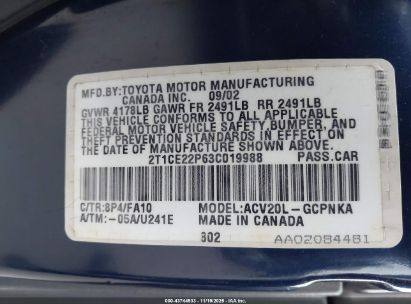 MFD.BY:TOYOTA MOTOR MANUFACTURING
CANADA INC. 09/02
GVWR 4178LB GAWR FR 2491LB RR 2491LB
THIS VEHICLE CONFORMS TO ALL APPLICABLE
FEDERAL MOTOR VEHICLE SAFETY,BUMPER, AND
THEFT PREVENTION STANDARDS IN EFFECT ON
THE DATE OF MANUFACTURE SHOWN ABOVE.
2T1CE22P63C019988 PASS.CAR
C/TR:8P4/FA10 MODEL:ACV20L-GCPNKA
A/TM:-05A/U241E MADE IN CANADA
302 AA02084481